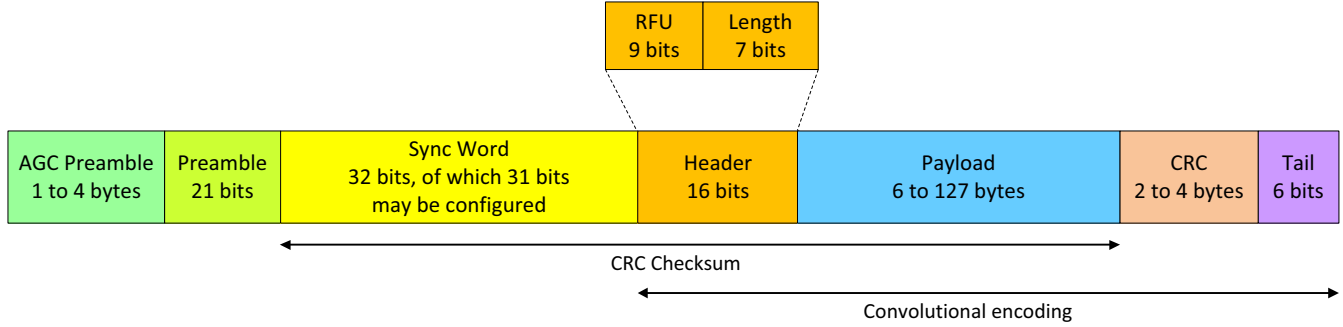 RFU
9 bits
Length
7 bits
AGC Preamble
1 to 4 bytes
Preamble
21 bits
Sync Word
32 bits, of which 31 bits
may be configured
Header
16 bits
Payload
6 to 127 bytes
CRC
2 to 4 bytes
Tail
6 bits
CRC Checksum
Convolutional encoding